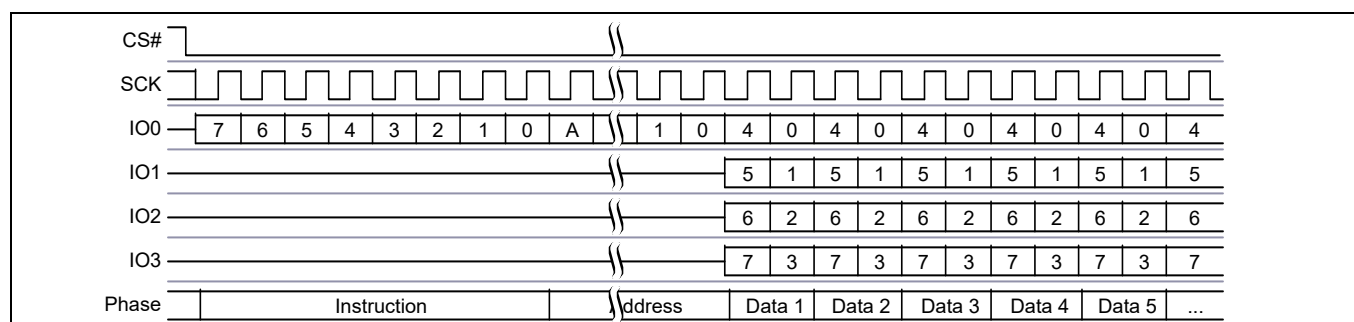 CS#
SCK
IO0 7 6 5 4 3 2 1 0 A 1 0 4 0 4 0 4 0 4 0 4 0 4
IO1 5 1 5 1 5 1 5 1 5 1 5
IO2 6 2 6 2 6 2 6 2 6 2 6
IO3 7 3 7 3 7 3 7 3 7 3 7
Phase Instruction Address Data 1 Data 2 Data 3 Data 4 Data 5 ...